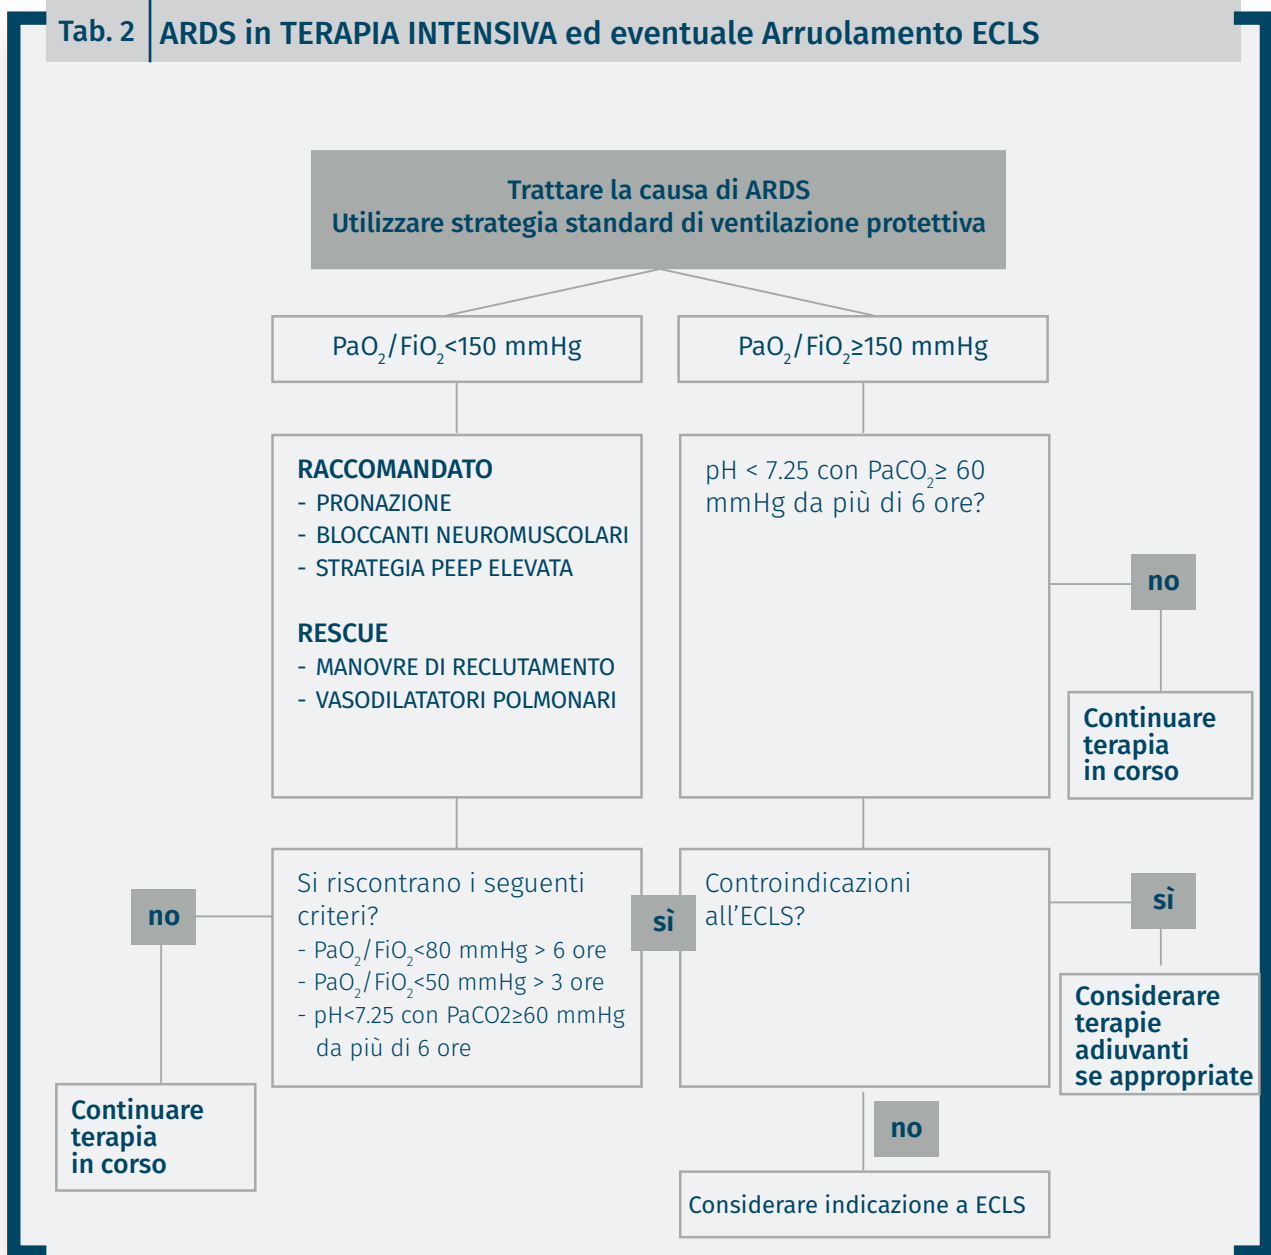 Tab. 2
ARDS in TERAPIA INTENSIVA ed eventuale Arruolamento ECLS
Trattare la causa di ARDS
Utilizzare strategia standard di ventilazione protettiva
PaO₂/FiO₂<150 mmHg
PaO₂/FiO₂≥150 mmHg
RACCOMANDATO
- PRONAZIONE
- BLOCCANTI NEUROMUSCOLARI
- STRATEGIA PEEP ELEVATA
RESCUE
- MANOVRE DI RECLUTAMENTO
- VASODILATATORI POLMONARI
pH < 7.25 con PaCO₂≥ 60
mmHg da più di 6 ore?
no
Continuare
terapia
in corso
Si riscontrano i seguenti
criteri?
- PaO₂/FiO₂<80 mmHg > 6 ore
- PaO₂/FiO₂<50 mmHg > 3 ore
- pH<7.25 con PaCO2≥60 mmHg
da più di 6 ore
no
Continuare
terapia
in corso
sì
Controindicazioni
all'ECLS?
sì
Considerare
terapie
adiuvanti
se appropriate
no
Considerare indicazione a ECLS